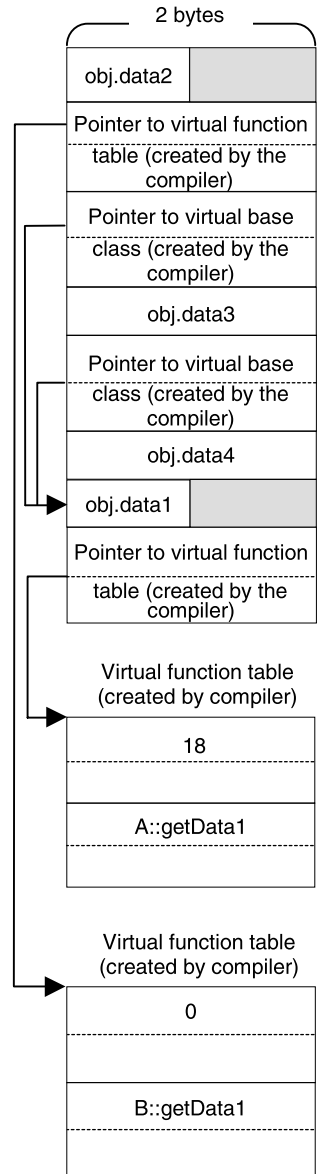 2 bytes
obj.data2
Pointer to virtual function
table (created by the
compiler)
Pointer to virtual base
class (created by the
compiler)
obj.data3
Pointer to virtual base
class (created by the
compiler)
obj.data4
obj.data1
Pointer to virtual function
table (created by the
compiler)
Virtual function table
(created by compiler)
18
A::getData1
Virtual function table
(created by compiler)
0
B::getData1